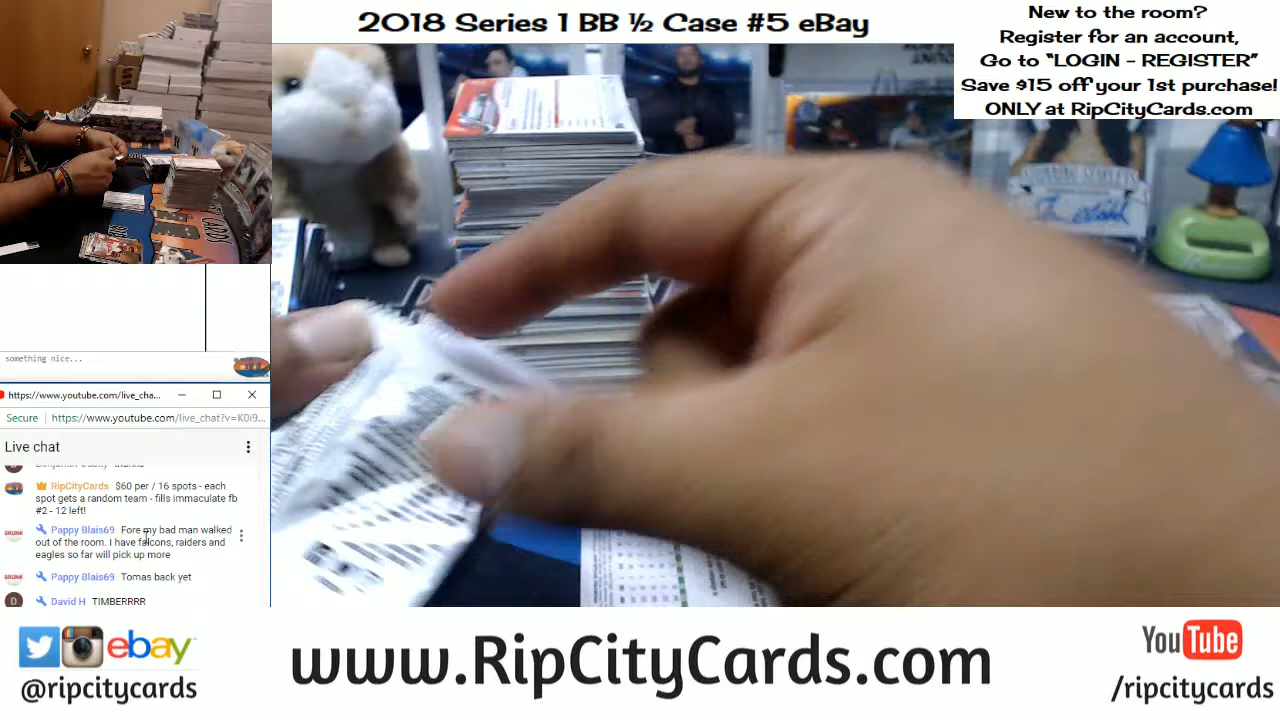 2018 Series 1 BB ½ Case #5 eBay
New to the room?
Register for an account,
Go to "LOGIN - REGISTER"
Save $15 off your 1st purchase!
ONLY at RipCityCards.com
something nice...
https://www.youtube.com/live_cha...
Secure https://www.youtube.com/live_chat?v=K0i9...
Live chat
RipCityCards $60 per / 16 spots - each
spot gets a random team - fills immaculate fb
#2 - 12 left!
Pappy Blais69 Fore my bad man walked
out of the room. I have falcons, raiders and
eagles so far will pick up more
Pappy Blais69 Tomas back yet
D David H TIMBERRRR
ebay
@ripcitycards
www.RipCityCards.com
YouTube
/ripcitycards